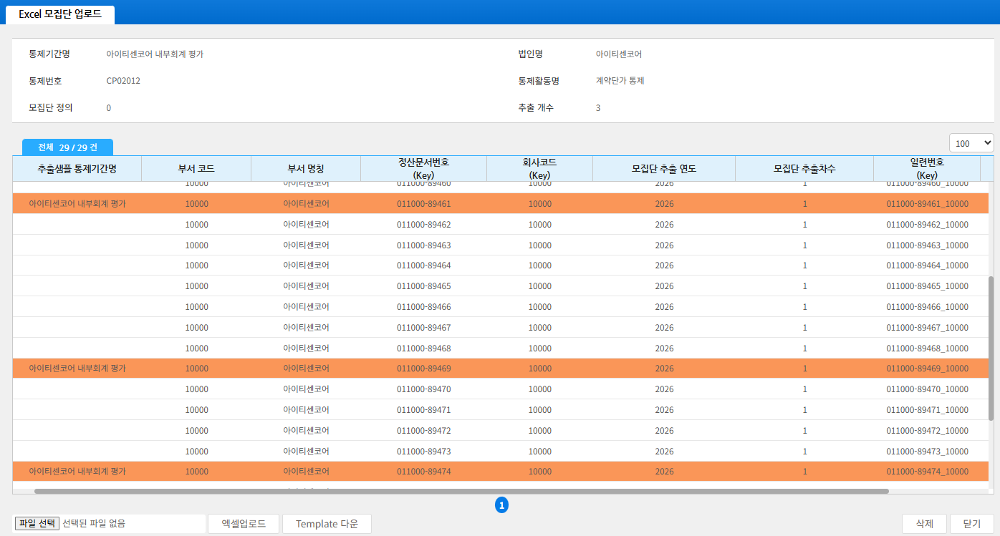 Excel 모집단 업로드
통제기간명 아이티센코어 내부회계 평가 법인명 아이티센코어
통제번호 CP02012 통제활동명 계약단가 통제
모집단 정의 0 추출 개수 3
전체 29 / 29 건 100
추출샘플 통제기간명 부서 코드 부서 명칭 정산문서번호 (Key) 회사코드 (Key) 모집단 추출 연도 모집단 추출차수 일련번호 (Key)
10000 아이티센코어 011000-89460 10000 2026 1 011000-89460_10000
아이티센코어 내부회계 평가 10000 아이티센코어 011000-89461 10000 2026 1 011000-89461_10000
10000 아이티센코어 011000-89462 10000 2026 1 011000-89462_10000
10000 아이티센코어 011000-89463 10000 2026 1 011000-89463_10000
10000 아이티센코어 011000-89464 10000 2026 1 011000-89464_10000
10000 아이티센코어 011000-89465 10000 2026 1 011000-89465_10000
10000 아이티센코어 011000-89466 10000 2026 1 011000-89466_10000
10000 아이티센코어 011000-89467 10000 2026 1 011000-89467_10000
10000 아이티센코어 011000-89468 10000 2026 1 011000-89468_10000
아이티센코어 내부회계 평가 10000 아이티센코어 011000-89469 10000 2026 1 011000-89469_10000
10000 아이티센코어 011000-89470 10000 2026 1 011000-89470_10000
10000 아이티센코어 011000-89471 10000 2026 1 011000-89471_10000
10000 아이티센코어 011000-89472 10000 2026 1 011000-89472_10000
10000 아이티센코어 011000-89473 10000 2026 1 011000-89473_10000
아이티센코어 내부회계 평가 10000 아이티센코어 011000-89474 10000 2026 1 011000-89474_10000
1
파일 선택 선택된 파일 없음 엑셀업로드 Template 다운 삭제 닫기